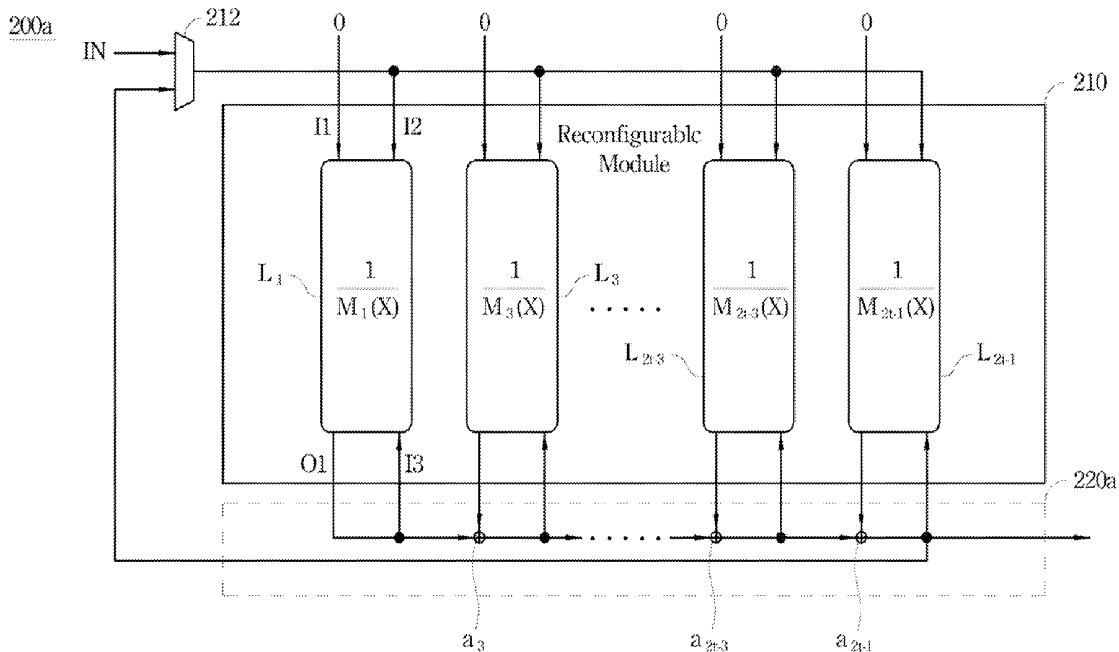 200a
212
0 0 0 0
IN
210
I1 I2
Reconfigurable
Module
L1 1/M1(X) 1/M3(X) L3 ..... 1/M2t-3(X) 1/M2t-1(X)
L2t-3 L2t-1
O1 I3
220a
.....
a3 a2t-3 a2t-1